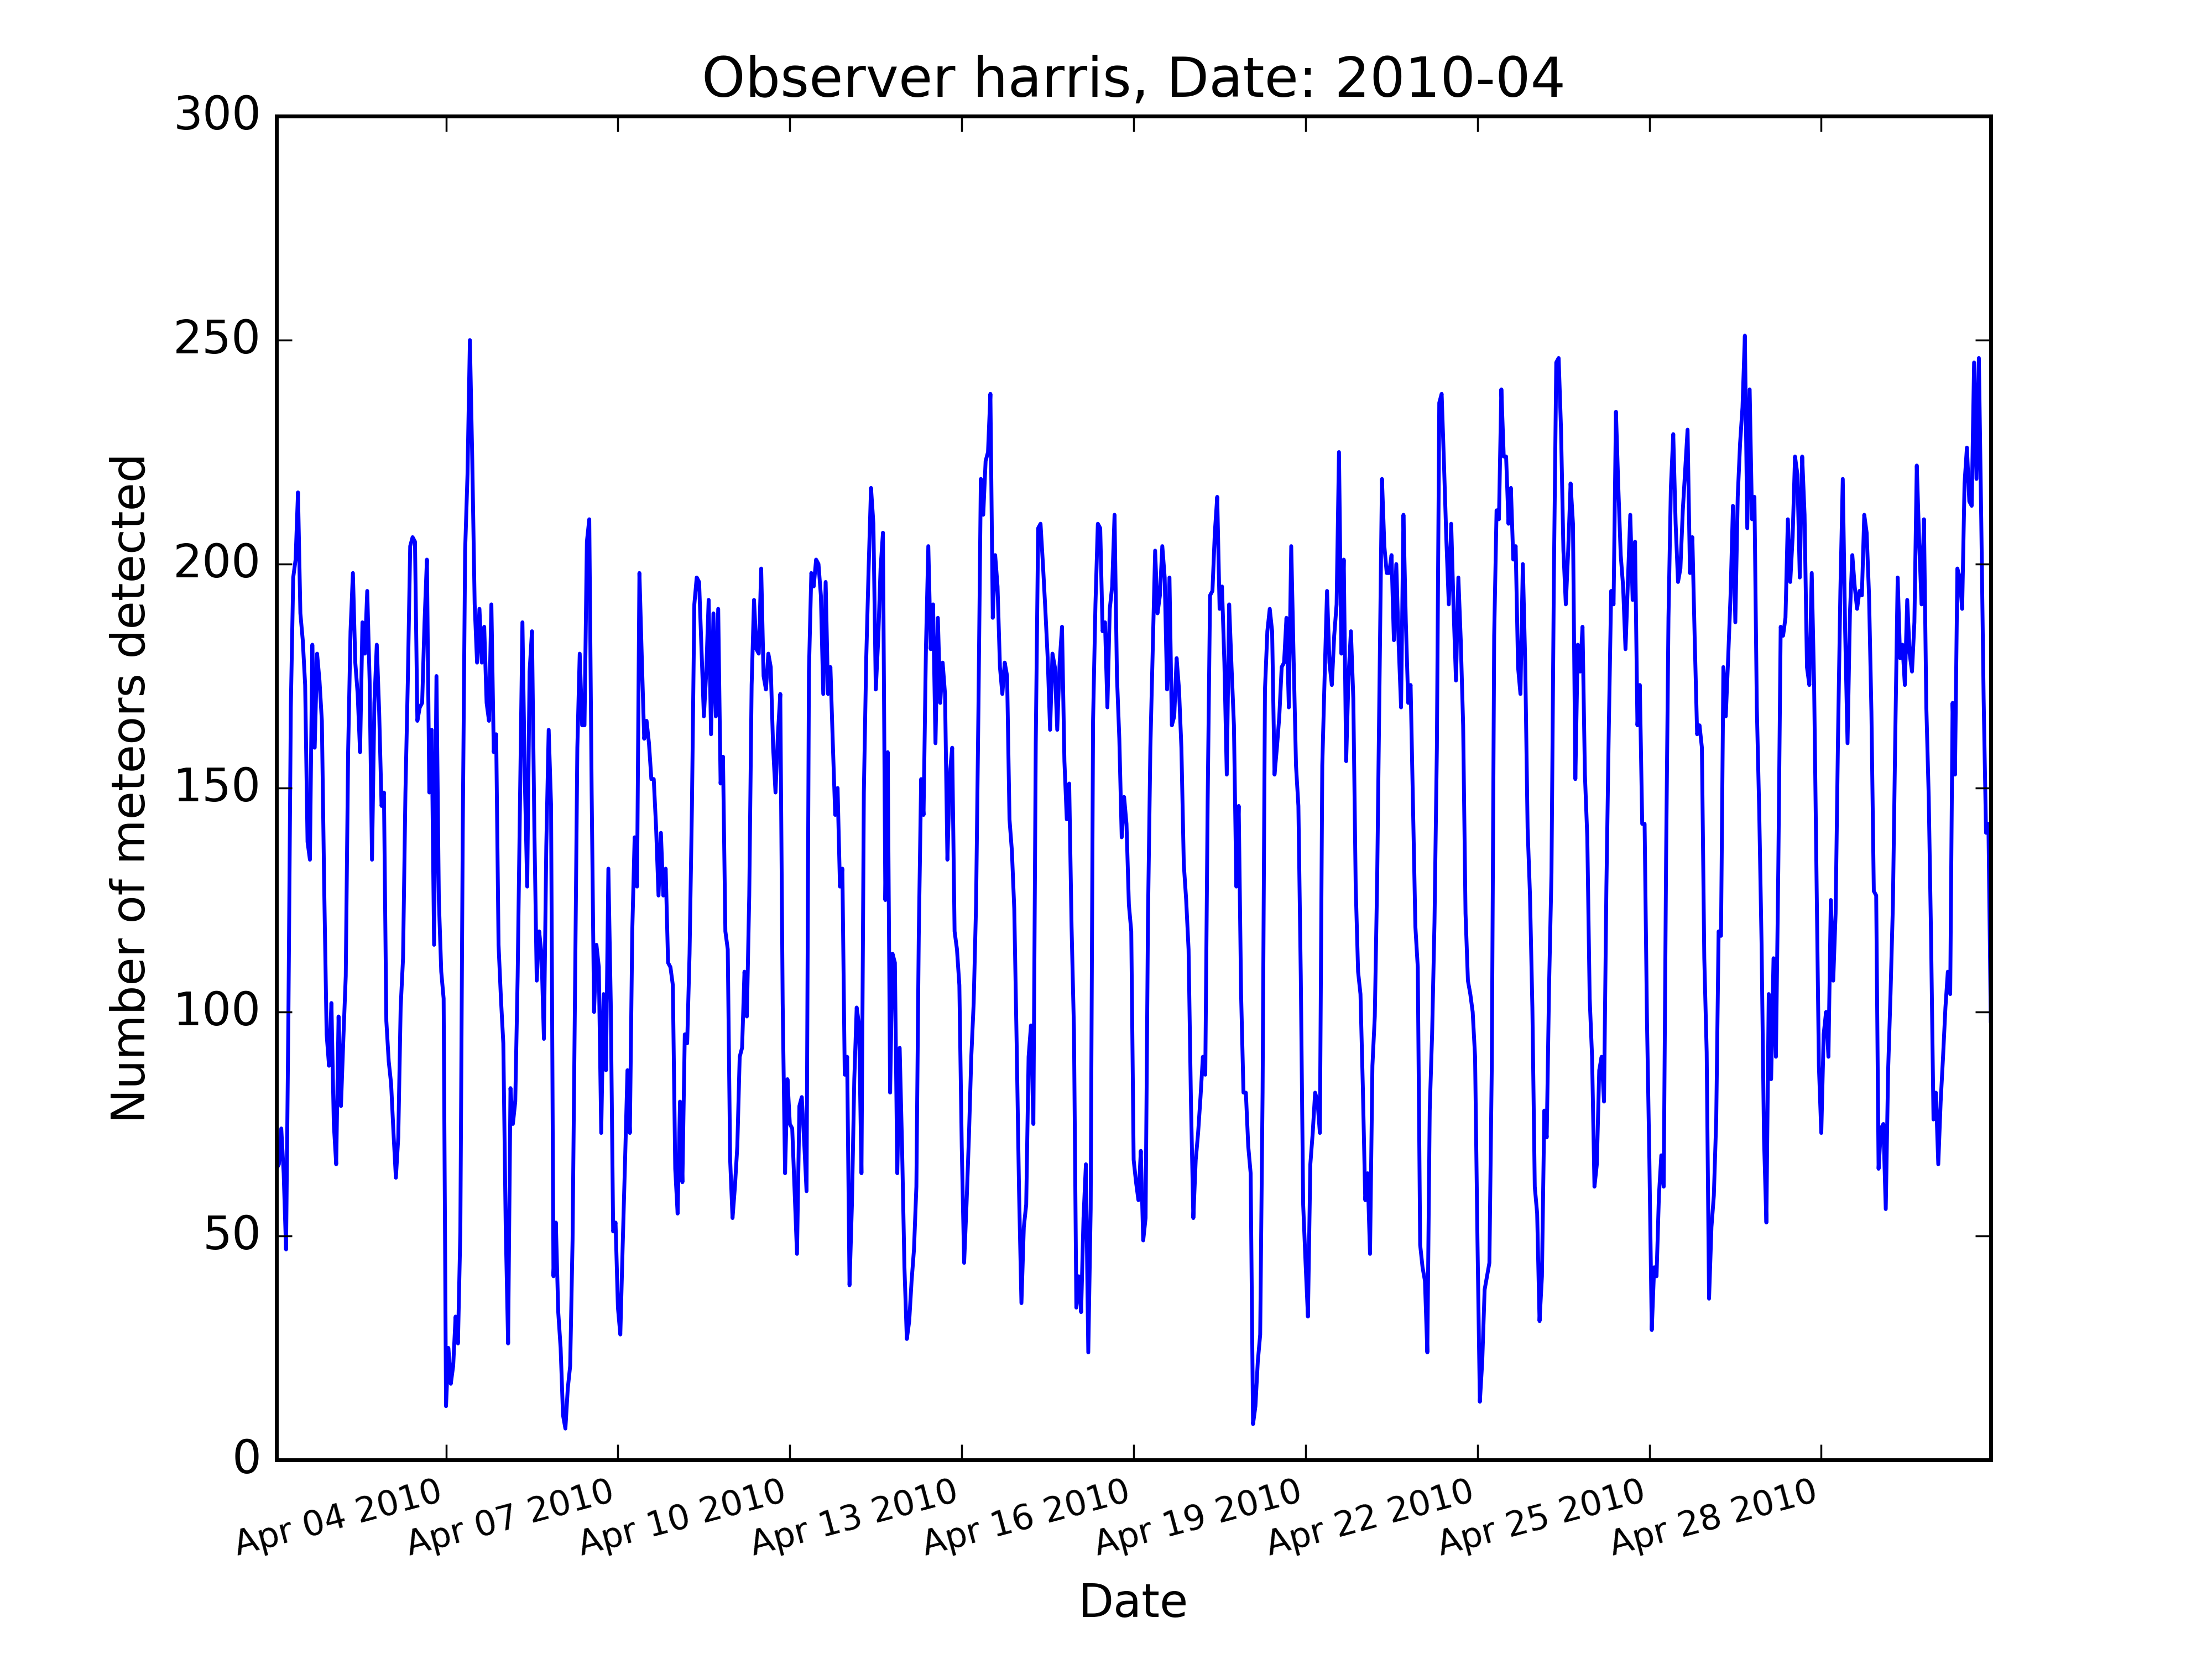 Observer harris, Date: 2010-04
300
250
200
150
100
50
0
Number of meteors detected
Apr 04 2010
Apr 07 2010
Apr 10 2010
Apr 13 2010
Apr 16 2010
Apr 19 2010
Apr 22 2010
Apr 25 2010
Apr 28 2010
Date